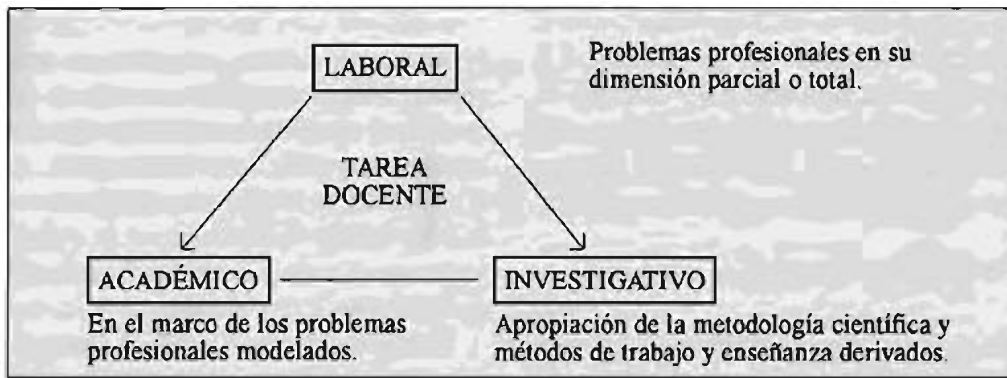 LABORAL
Problemas profesionales en su
dimensión parcial o total.
TAREA
DOCENTE
ACADÉMICO
En el marco de los problemas
profesionales modelados.
INVESTIGATIVO
Apropiación de la metodología científica y
métodos de trabajo y enseñanza derivados.